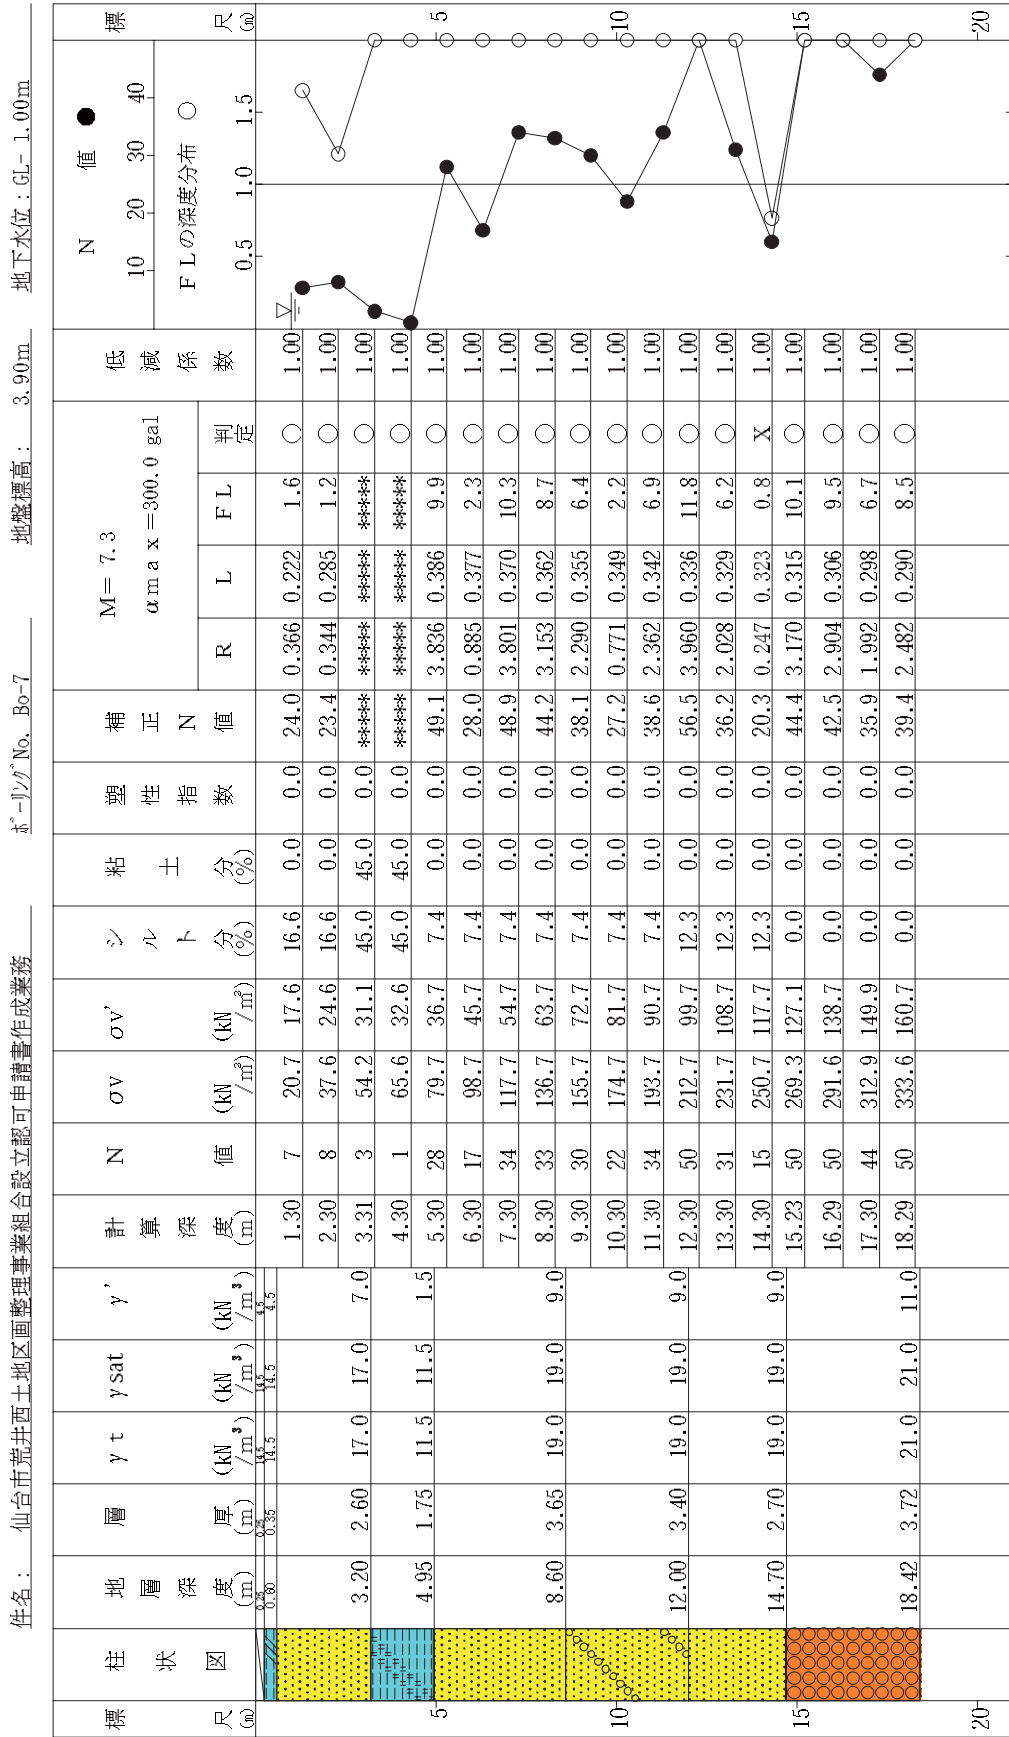 件名： 仙台市荒井西土地区画整理事業組合設立認可申請書作成業務 ﾎﾞｰﾘﾝｸﾞNo. Bo-7 地盤標高： 3.90m 地下水位：GL- 1.00m
標尺(m) 柱状図 地層深度(m) 層厚(m) γt(kN/m³) γsat(kN/m³) γ'(kN/m³) 計算深度(m) N値 σv(kN/㎡) σv'(kN/㎡) シルト分(%) 粘土分(%) 塑性指数 補正N値 M= 7.3 αmax=300.0 gal R L FL 判定 低減係数 N値 ● 10 20 30 40 FLの深度分布 ○ 0.5 1.0 1.5 標尺(m)
0.25 0.25 14.5 14.5 4.5
0.60 0.35 14.5 14.5 4.5
3.20 2.60 17.0 17.0 7.0
4.95 1.75 11.5 11.5 1.5
8.60 3.65 19.0 19.0 9.0
12.00 3.40 19.0 19.0 9.0
14.70 2.70 19.0 19.0 9.0
18.42 3.72 21.0 21.0 11.0
1.30 7 20.7 17.6 16.6 0.0 0.0 24.0 0.366 0.222 1.6 ○ 1.00
2.30 8 37.6 24.6 16.6 0.0 0.0 23.4 0.344 0.285 1.2 ○ 1.00
3.31 3 54.2 31.1 45.0 45.0 0.0 ***** ***** ***** ***** ○ 1.00
4.30 1 65.6 32.6 45.0 45.0 0.0 ***** ***** ***** ***** ○ 1.00
5.30 28 79.7 36.7 7.4 0.0 0.0 49.1 3.836 0.386 9.9 ○ 1.00
6.30 17 98.7 45.7 7.4 0.0 0.0 28.0 0.885 0.377 2.3 ○ 1.00
7.30 34 117.7 54.7 7.4 0.0 0.0 48.9 3.801 0.370 10.3 ○ 1.00
8.30 33 136.7 63.7 7.4 0.0 0.0 44.2 3.153 0.362 8.7 ○ 1.00
9.30 30 155.7 72.7 7.4 0.0 0.0 38.1 2.290 0.355 6.4 ○ 1.00
10.30 22 174.7 81.7 7.4 0.0 0.0 27.2 0.771 0.349 2.2 ○ 1.00
11.30 34 193.7 90.7 7.4 0.0 0.0 38.6 2.362 0.342 6.9 ○ 1.00
12.30 50 212.7 99.7 12.3 0.0 0.0 56.5 3.960 0.336 11.8 ○ 1.00
13.30 31 231.7 108.7 12.3 0.0 0.0 36.2 2.028 0.329 6.2 ○ 1.00
14.30 15 250.7 117.7 12.3 0.0 0.0 20.3 0.247 0.323 0.8 X 1.00
15.23 50 269.3 127.1 0.0 0.0 0.0 44.4 3.170 0.315 10.1 ○ 1.00
16.29 50 291.6 138.7 0.0 0.0 0.0 42.5 2.904 0.306 9.5 ○ 1.00
17.30 44 312.9 149.9 0.0 0.0 0.0 35.9 1.992 0.298 6.7 ○ 1.00
18.29 50 333.6 160.7 0.0 0.0 0.0 39.4 2.482 0.290 8.5 ○ 1.00
5 5
10 10
15 15
20 20